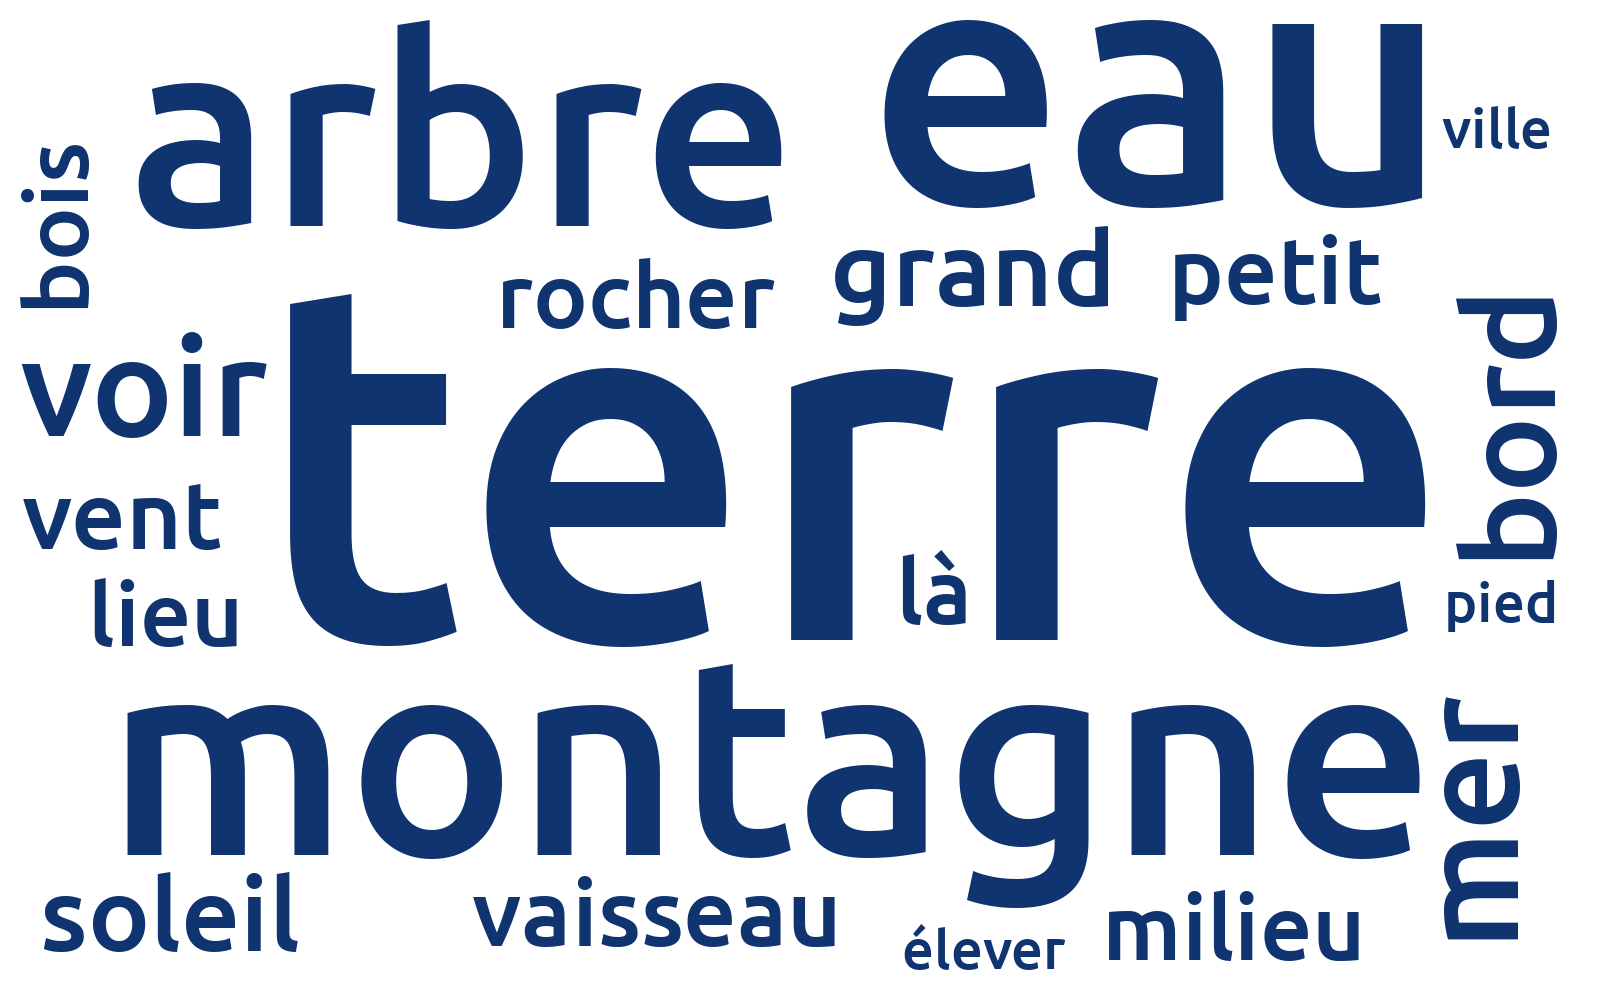 arbre
eau
ville
bois
rocher
grand
petit
voir
terre
bord
vent
là
lieu
pied
montagne
mer
soleil
vaisseau
élever
milieu